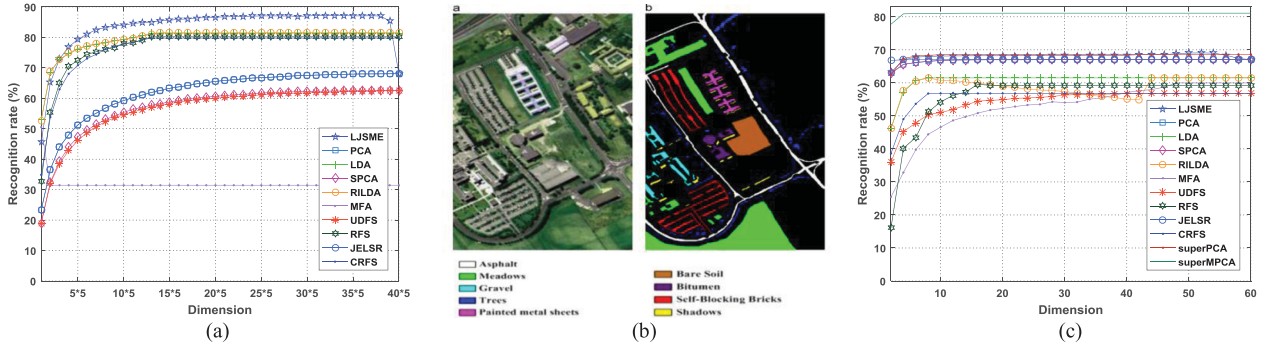 Recognition rate (%)
90
80
70
60
50
40
30
20
10
0
LJSME
PCA
LDA
SPCA
RILDA
MFA
UDFS
RFS
JELSR
CRFS
5*5 10*5 15*5 20*5 25*5 30*5 35*5 40*5
Dimension
(a)
a b
Asphalt
Meadows
Gravel
Trees
Painted metal sheets
Bare Soil
Bitumen
Self-Blocking Bricks
Shadows
(b)
Recognition rate (%)
80
70
60
50
40
30
20
10
0
LJSME
PCA
LDA
SPCA
RILDA
MFA
UDFS
RFS
JELSR
CRFS
superPCA
superMPCA
10 20 30 40 50 60
Dimension
(c)